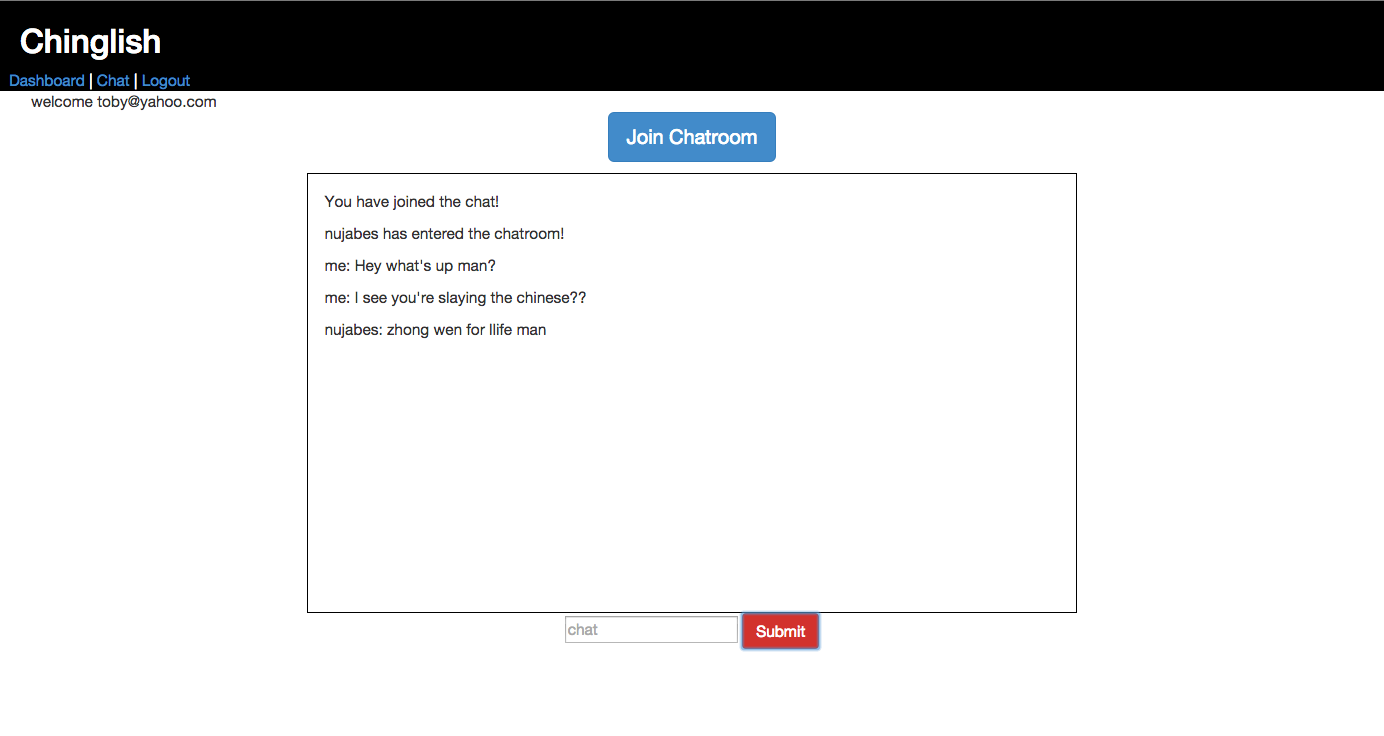 Chinglish
Dashboard | Chat | Logout
welcome toby@yahoo.com
Join Chatroom
You have joined the chat!
nujabes has entered the chatroom!
me: Hey what's up man?
me: I see you're slaying the chinese??
nujabes: zhong wen for llife man
chat
Submit